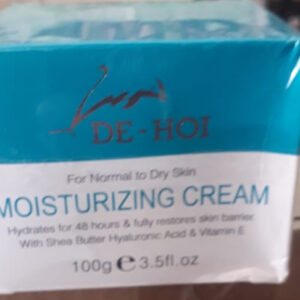 DE-HOI
For Normal to Dry Skin
MOISTURIZING CREAM
Hydrates for 48 hours & fully restores skin barrier
With Shea Butter Hyaluronic Acid & Vitamin E
100g ℮ 3.5fl.oz